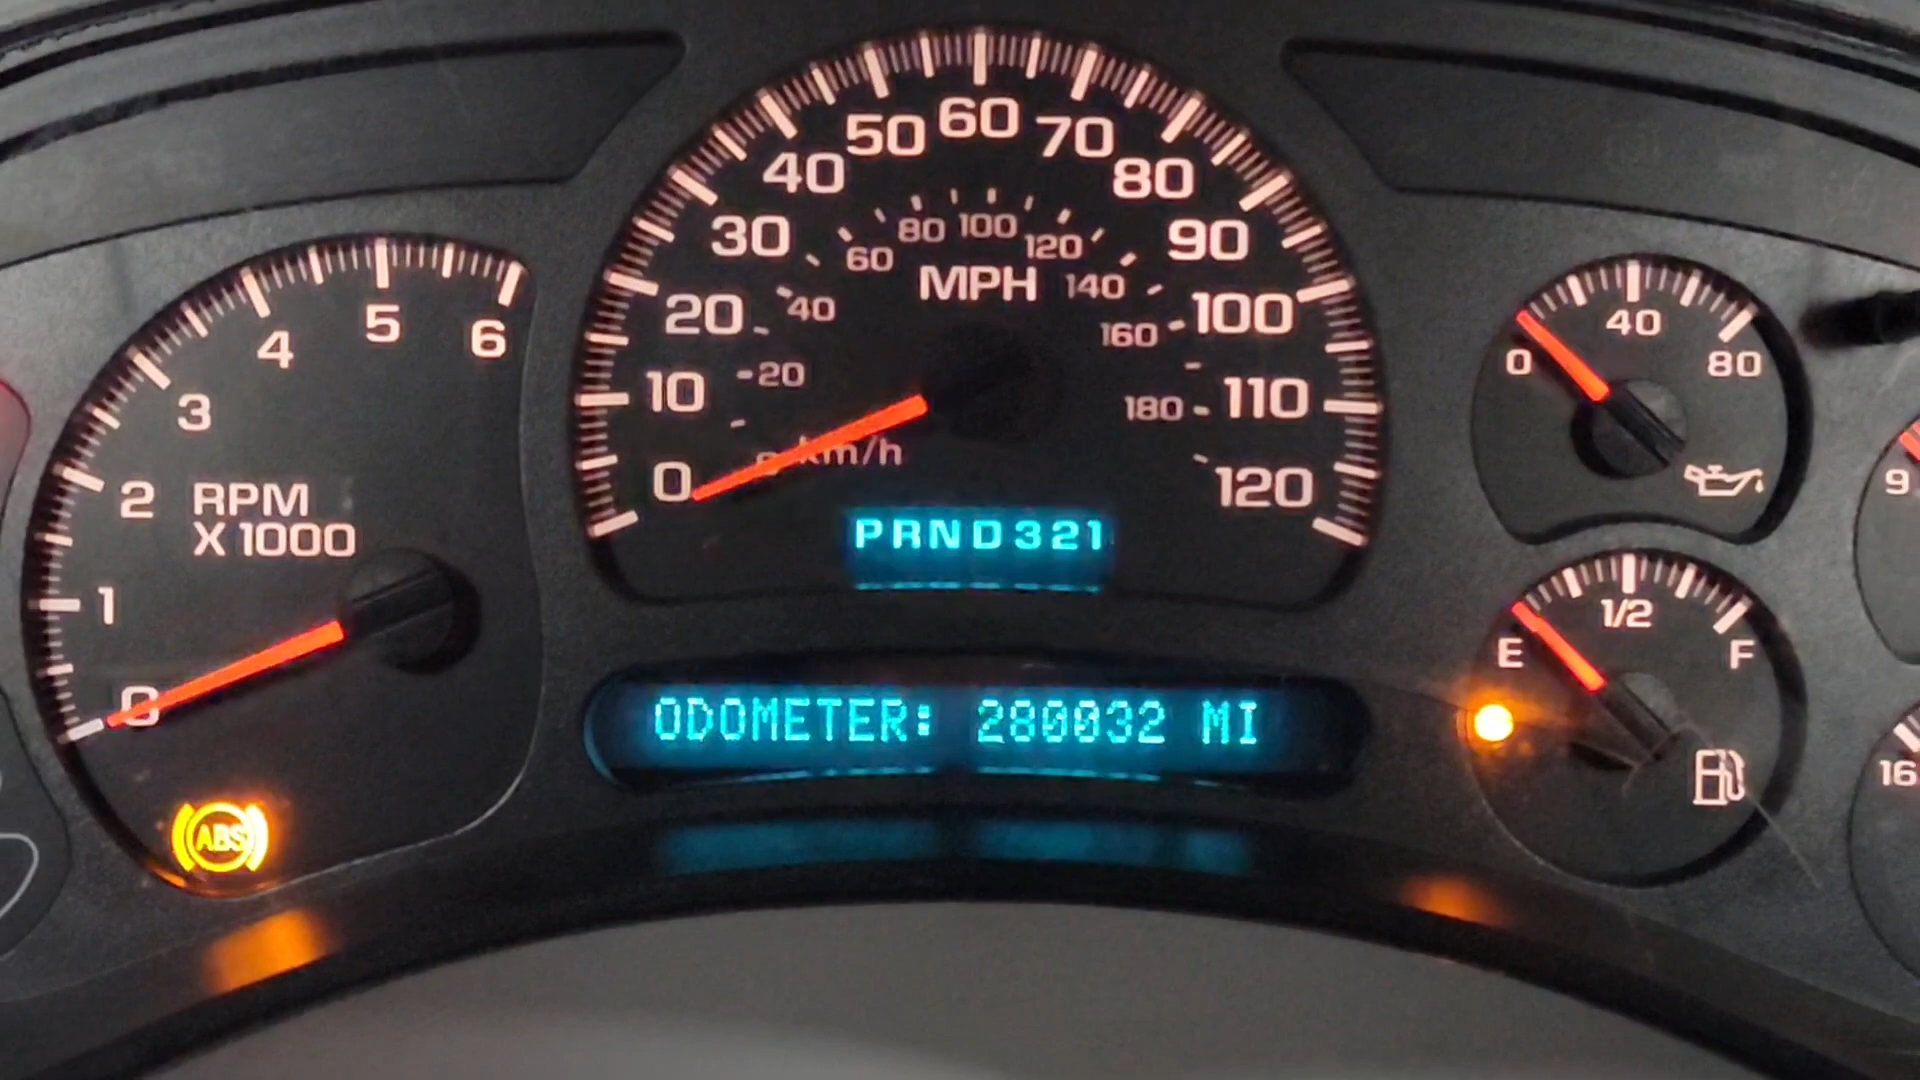 0 1 2 3 4 5 6
RPM
X 1000
ABS
0 10 20 30 40 50 60 70 80 90 100 110 120
MPH
20 40 60 80 100 120 140 160 180
km/h
PRND321
ODOMETER: 280032 MI
0 40 80
E 1/2 F
9
16